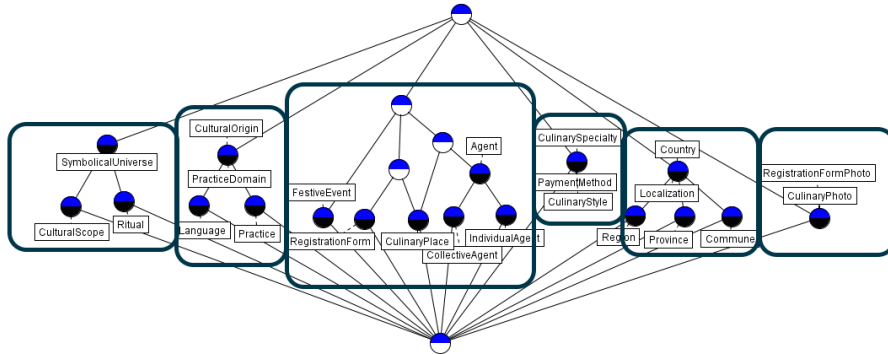 CulturalOrigin
SymbolicalUniverse
PracticeDomain
CulturalScope
Ritual
Language
Practice
Agent
FestiveEvent
RegistrationForm
CulinaryPlace
CollectiveAgent
IndividualAgent
CulinarySpecialty
PaymentMethod
CulinaryStyle
Country
Localization
Region
Province
Commune
RegistrationFormPhoto
CulinaryPhoto